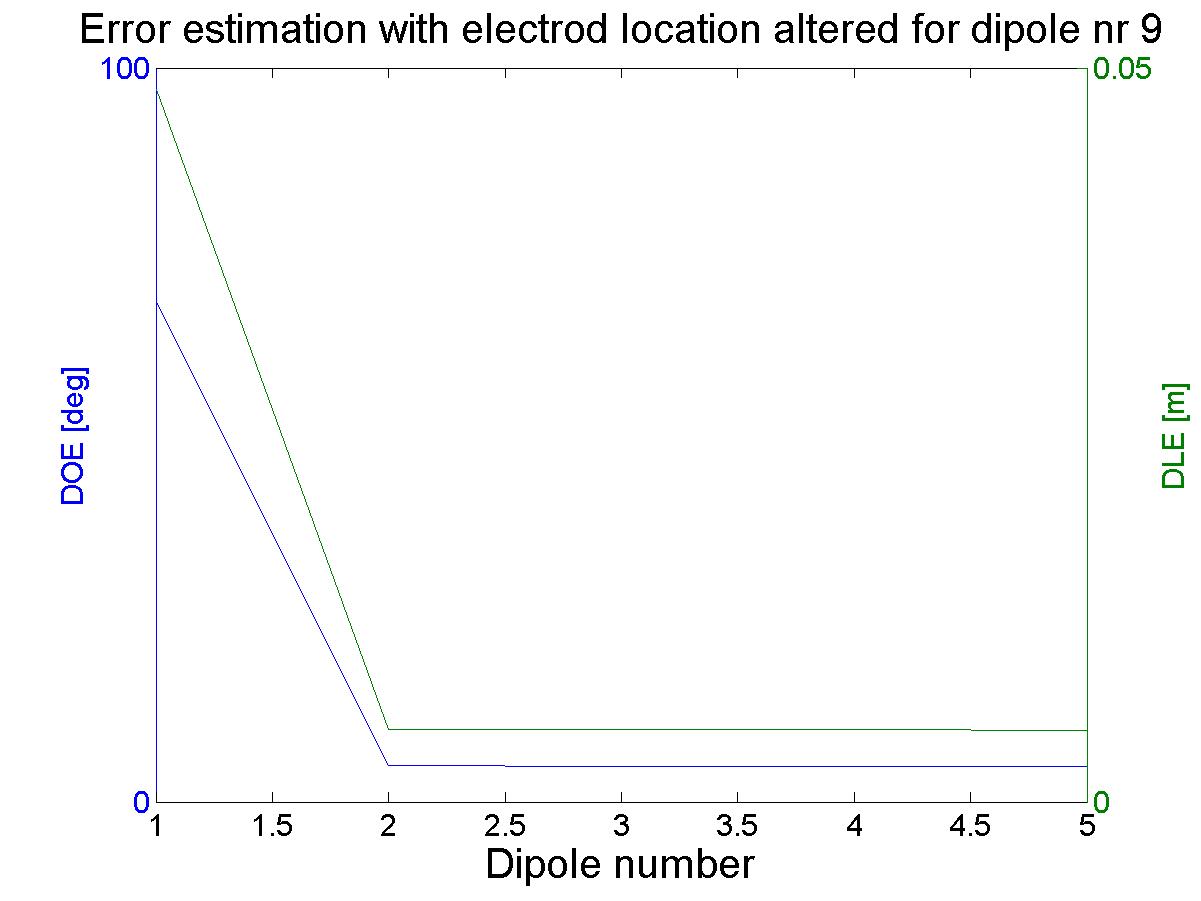 Error estimation with electrod location altered for dipole nr 9
100
0.05
DOE [deg]
DLE [m]
0
0
1 1.5 2 2.5 3 3.5 4 4.5 5
Dipole number